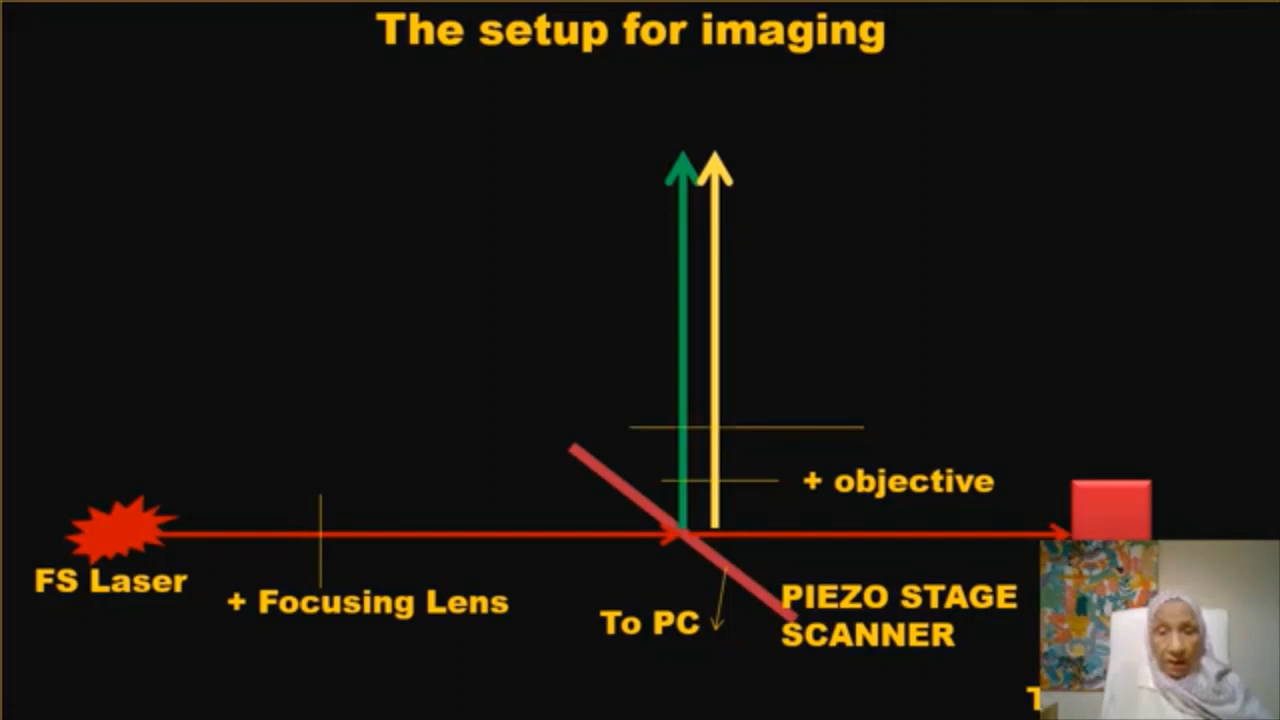 The setup for imaging
+ objective
FS Laser
+ Focusing Lens
To PC
PIEZO STAGE
SCANNER